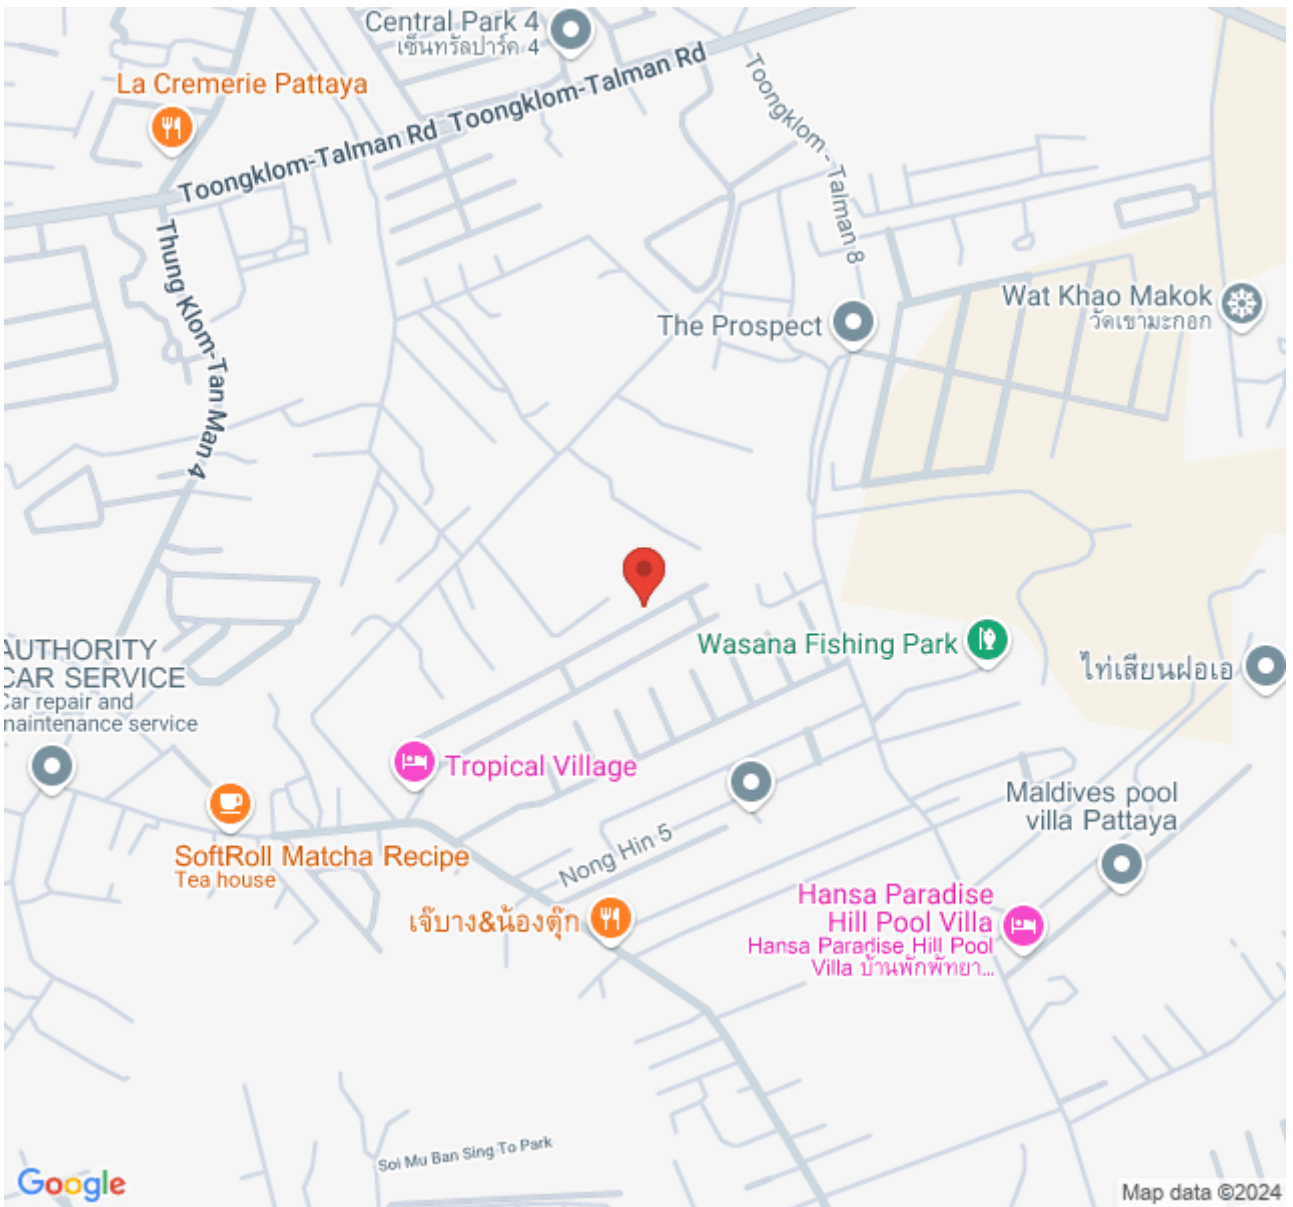 Central Park 4
เซ็นทรัลปาร์ค 4
La Cremerie Pattaya
Toongklom-Talman Rd
Toongklom-Talman Rd
Toongklom - Talman 8
Thung Klom-Tan Man 4
Wat Khao Makok
วัดเขามะกอก
The Prospect
Wasana Fishing Park
ไท่เสียนฝอเอ
AUTHORITY
CAR SERVICE
Car repair and
maintenance service
Tropical Village
Maldives pool
villa Pattaya
SoftRoll Matcha Recipe
Tea house
Nong Hin 5
เจ๊บาง&น้องตุ๊ก
Hansa Paradise
Hill Pool Villa
Hansa Paradise Hill Pool
Villa บ้านพักพัทยา...
Soi Mu Ban Sing To Park
Google
Map data ©2024